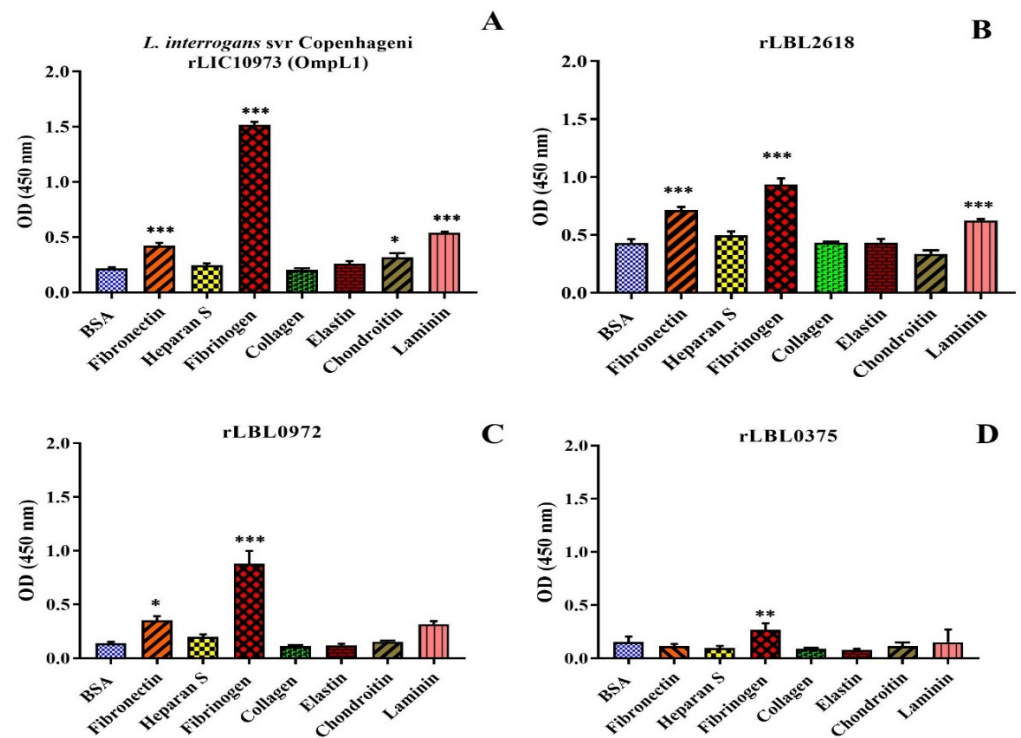 A
L. interrogans svr Copenhageni
rLIC10973 (OmpL1)
OD (450 nm)
2.0
1.5
1.0
0.5
0.0
***
***
*
***
BSA
Fibronectin
Heparan S
Fibrinogen
Collagen
Elastin
Chondroitin
Laminin
B
rLBL2618
OD (450 nm)
2.0
1.5
1.0
0.5
0.0
***
***
***
BSA
Fibronectin
Heparan S
Fibrinogen
Collagen
Elastin
Chondroitin
Laminin
C
rLBL0972
OD (450 nm)
2.0
1.5
1.0
0.5
0.0
*
***
BSA
Fibronectin
Heparan S
Fibrinogen
Collagen
Elastin
Chondroitin
Laminin
D
rLBL0375
OD (450 nm)
2.0
1.5
1.0
0.5
0.0
**
BSA
Fibronectin
Heparan S
Fibrinogen
Collagen
Elastin
Chondroitin
Laminin